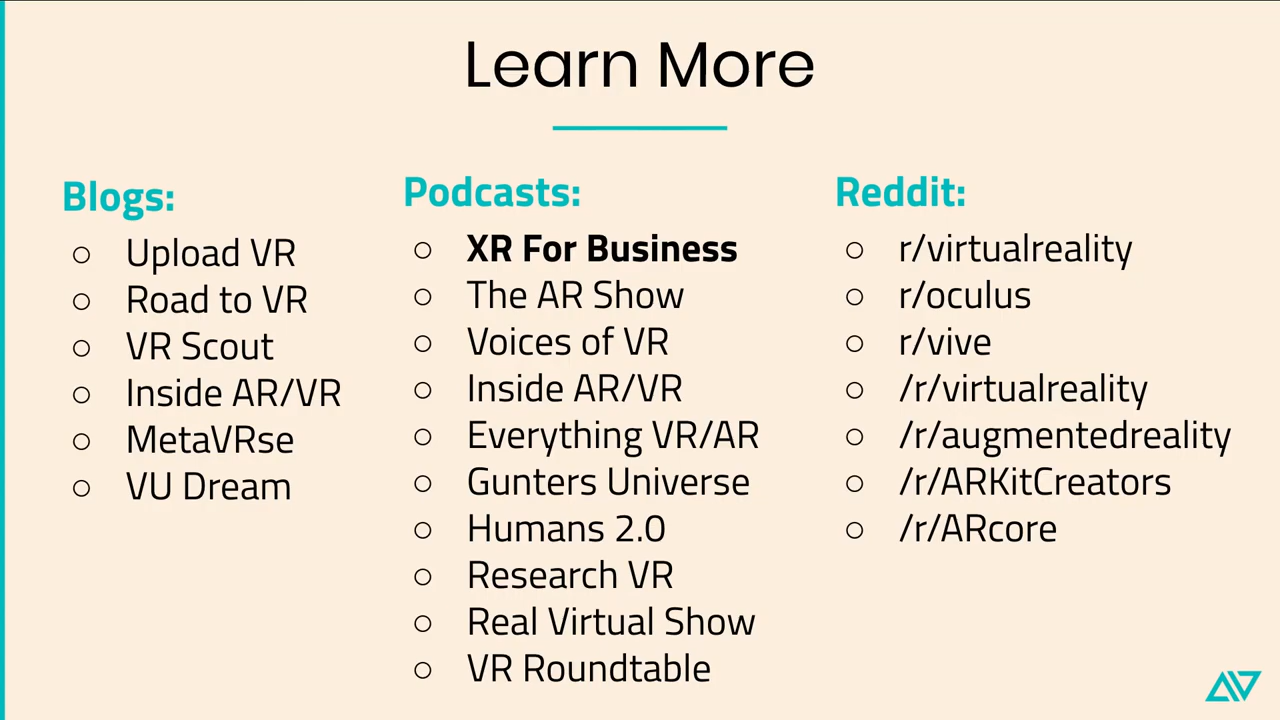 Learn More
Blogs:
Upload VR
Road to VR
VR Scout
Inside AR/VR
MetaVRse
VU Dream
Podcasts:
XR For Business
The AR Show
Voices of VR
Inside AR/VR
Everything VR/AR
Gunters Universe
Humans 2.0
Research VR
Real Virtual Show
VR Roundtable
Reddit:
r/virtualreality
r/oculus
r/vive
/r/virtualreality
/r/augmentedreality
/r/ARKitCreators
/r/ARcore